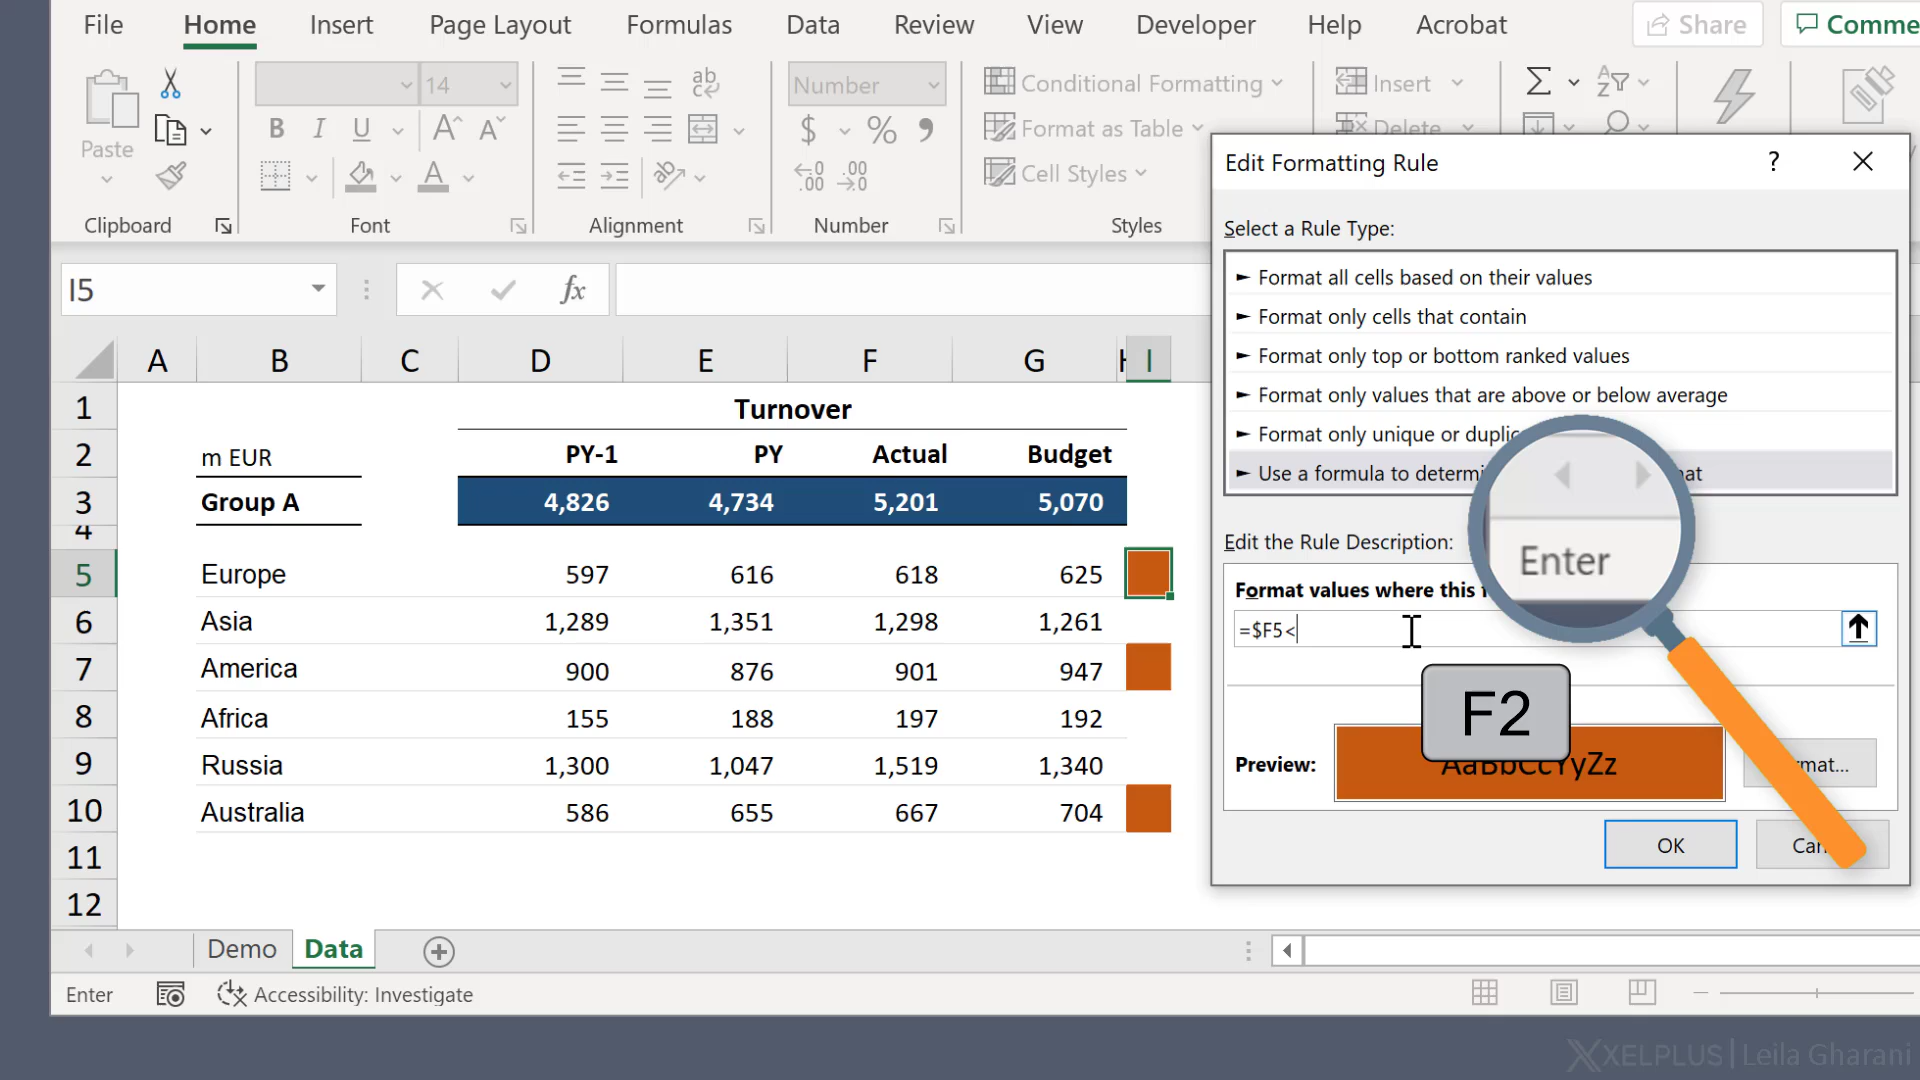 File Home Insert Page Layout Formulas Data Review View Developer Help Acrobat Share Comme
Paste
14
ab
Number
Conditional Formatting
Insert
B I U A A
$ %
Format as Table
Delete
A
.00
.00
Cell Styles
Clipboard Font Alignment Number Styles
I5
fx
A B C D E F G H I
1 Turnover
2 m EUR PY-1 PY Actual Budget
3 Group A 4,826 4,734 5,201 5,070
4
5 Europe 597 616 618 625
6 Asia 1,289 1,351 1,298 1,261
7 America 900 876 901 947
8 Africa 155 188 197 192
9 Russia 1,300 1,047 1,519 1,340
10 Australia 586 655 667 704
11
12
Demo Data
Enter Accessibility: Investigate
Edit Formatting Rule ?
Select a Rule Type:
► Format all cells based on their values
► Format only cells that contain
► Format only top or bottom ranked values
► Format only values that are above or below average
► Format only unique or duplic
► Use a formula to determi at
Enter
Edit the Rule Description:
Format values where this
=$F5<
F2
Preview: AaBbCcYyZz mat...
OK Can
XELPLUS | Leila Gharani